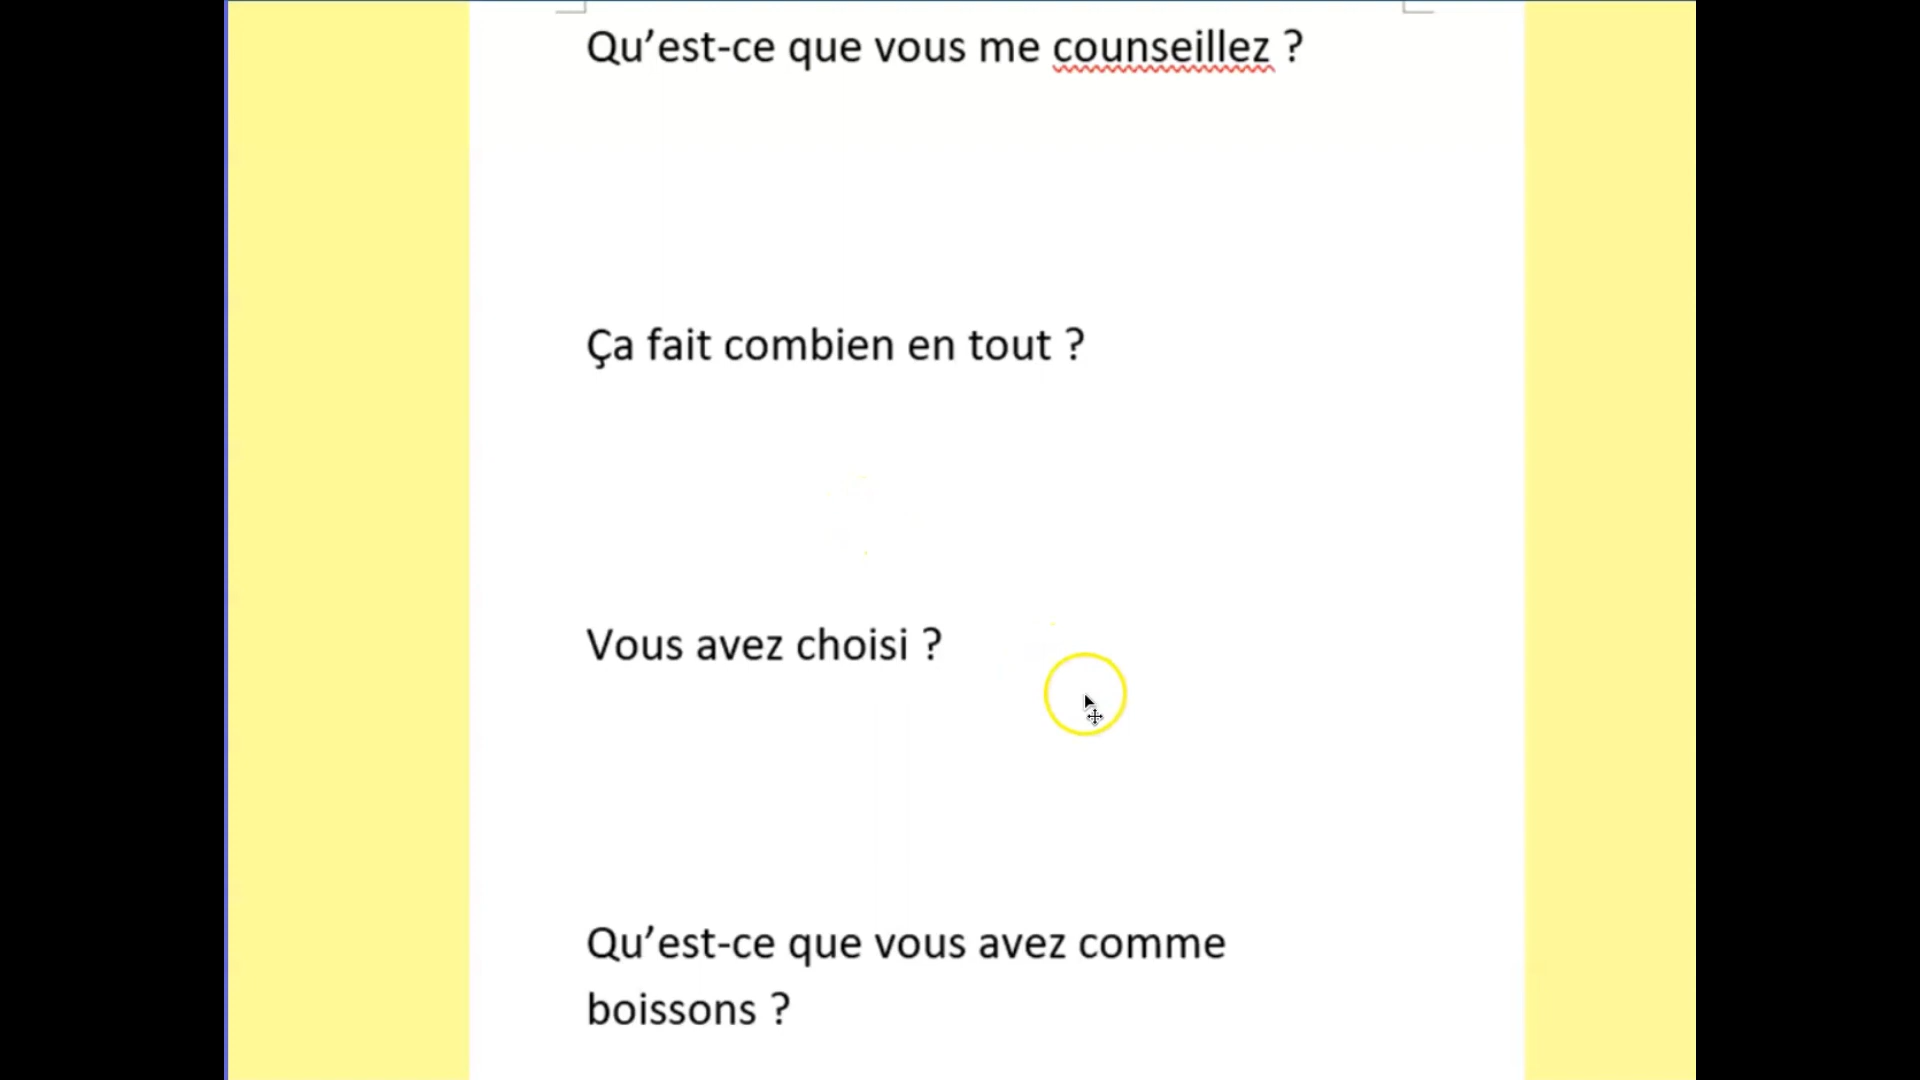 Qu’est-ce que vous me counseillez ?
Ça fait combien en tout ?
Vous avez choisi ?
Qu’est-ce que vous avez comme
boissons ?